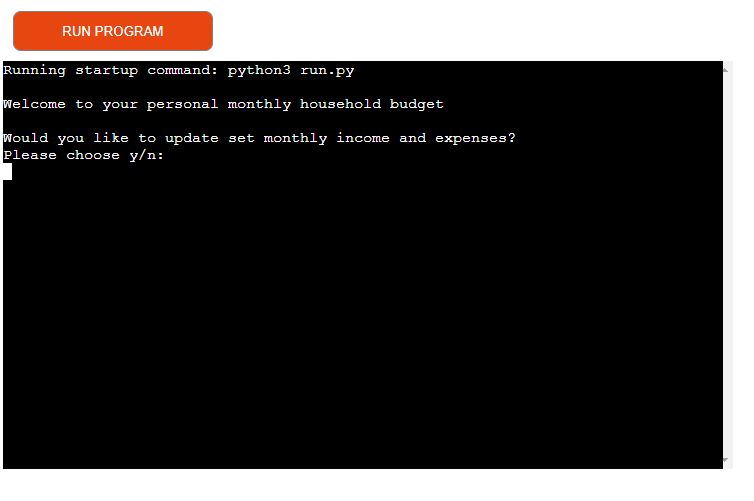 RUN PROGRAM
Running startup command: python3 run.py
Welcome to your personal monthly household budget
Would you like to update set monthly income and expenses?
Please choose y/n: